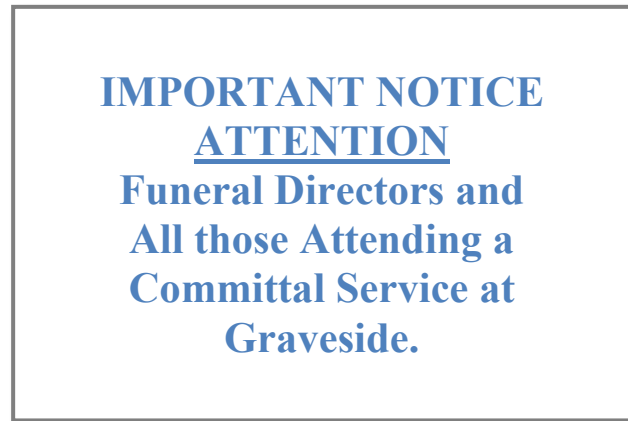 IMPORTANT NOTICE
ATTENTION
Funeral Directors and
All those Attending a
Committal Service at
Graveside.